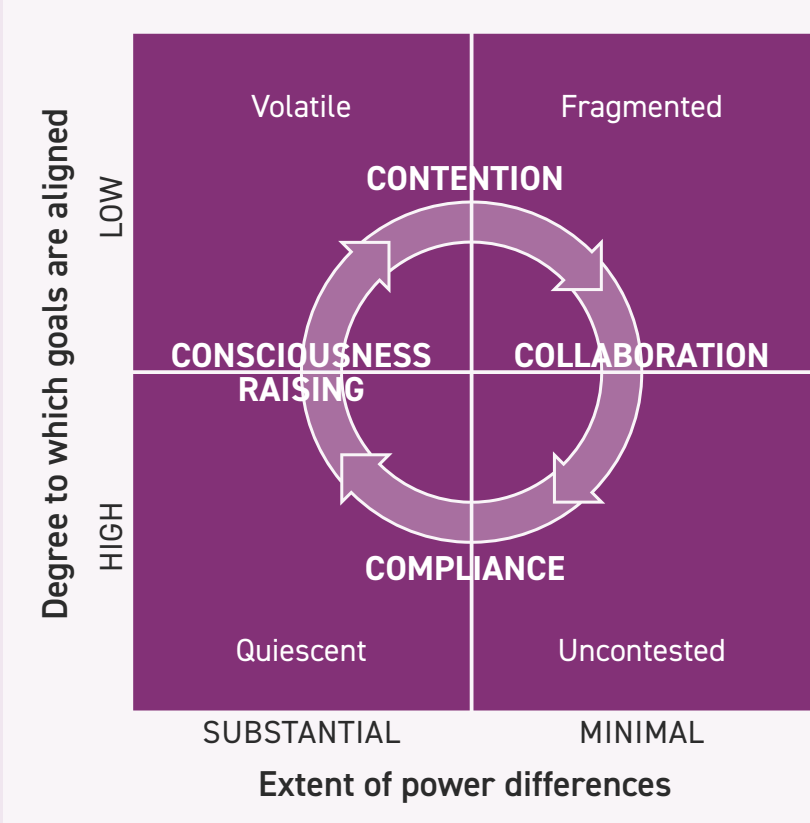 Degree to which goals are aligned
LOW
HIGH
Volatile
Fragmented
CONTENTION
CONSCIOUSNESS
RAISING
COLLABORATION
COMPLIANCE
Quiescent
Uncontested
SUBSTANTIAL
MINIMAL
Extent of power differences